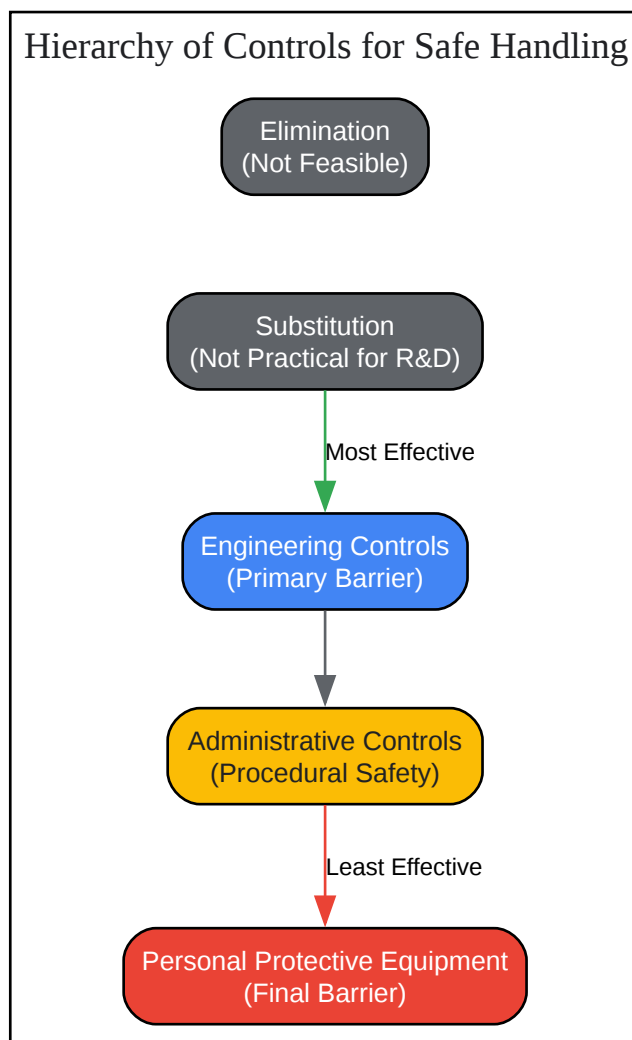 Hierarchy of Controls for Safe Handling
Elimination
(Not Feasible)
Substitution
(Not Practical for R&D)
Most Effective
Engineering Controls
(Primary Barrier)
Administrative Controls
(Procedural Safety)
Least Effective
Personal Protective Equipment
(Final Barrier)